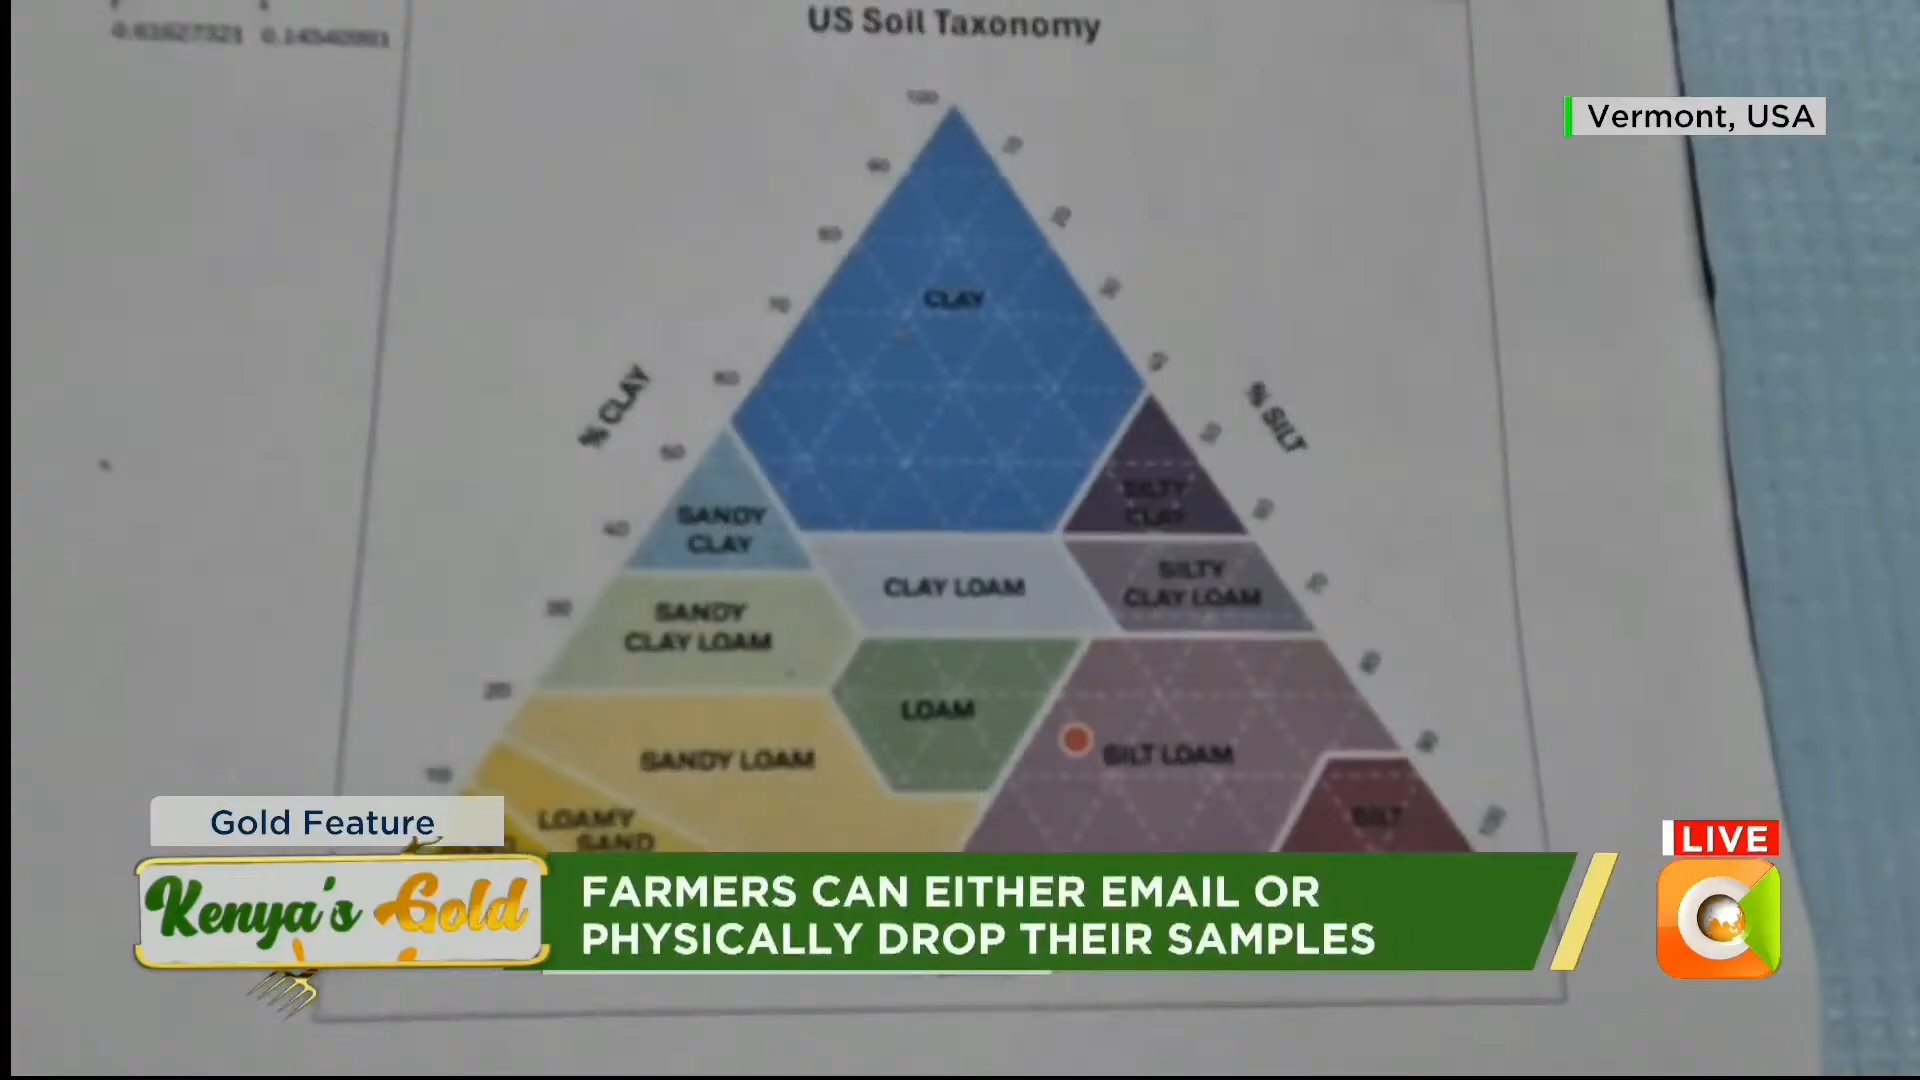 US Soil Taxonomy
Vermont, USA
100
90
80
70
60
50
40
30
20
10
% CLAY
% SILT
CLAY
SILTY
CLAY
SANDY
CLAY
CLAY LOAM
SILTY
CLAY LOAM
SANDY
CLAY LOAM
LOAM
SANDY LOAM
SILT LOAM
LOAMY
SAND
SILT
100
Gold Feature
Kenya's Gold
FARMERS CAN EITHER EMAIL OR
PHYSICALLY DROP THEIR SAMPLES
LIVE